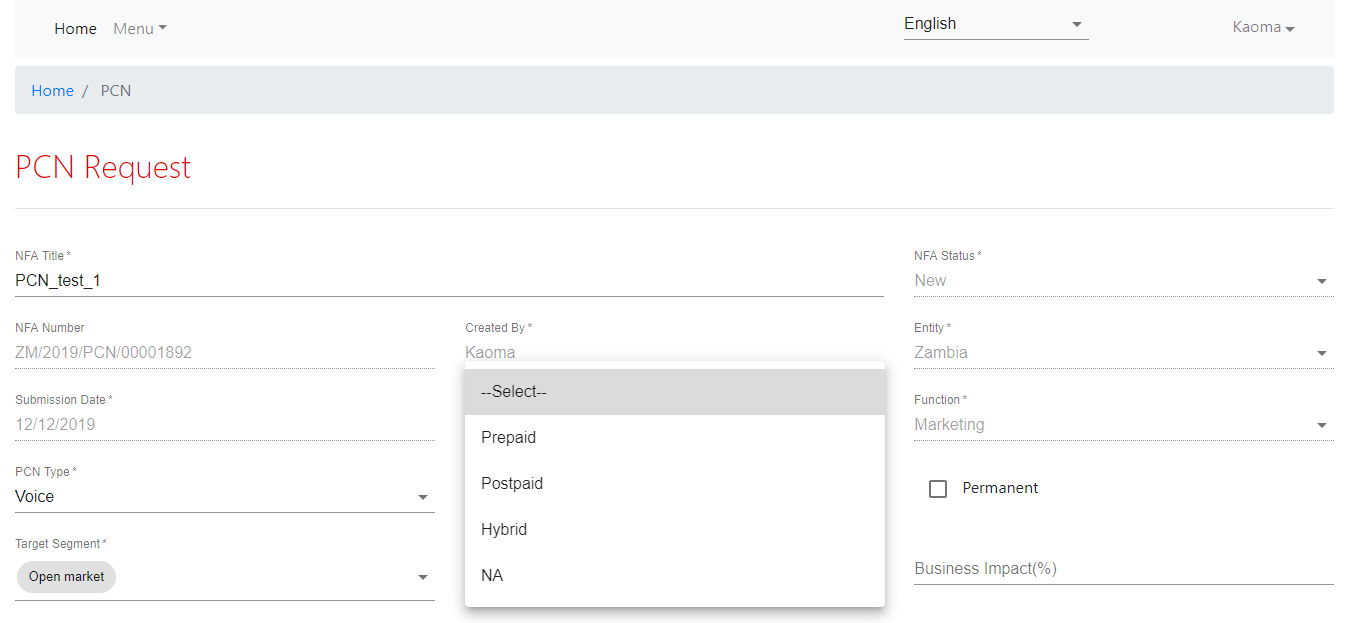 Home Menu English Kaoma
Home / PCN
PCN Request
NFA Title * NFA Status *
PCN_test_1 New
NFA Number Created By * Entity *
ZM/2019/PCN/00001892 Kaoma Zambia
Submission Date * --Select-- Function *
12/12/2019 Prepaid Marketing
PCN Type * Postpaid Permanent
Voice
Target Segment * Hybrid
Open market NA Business Impact(%)